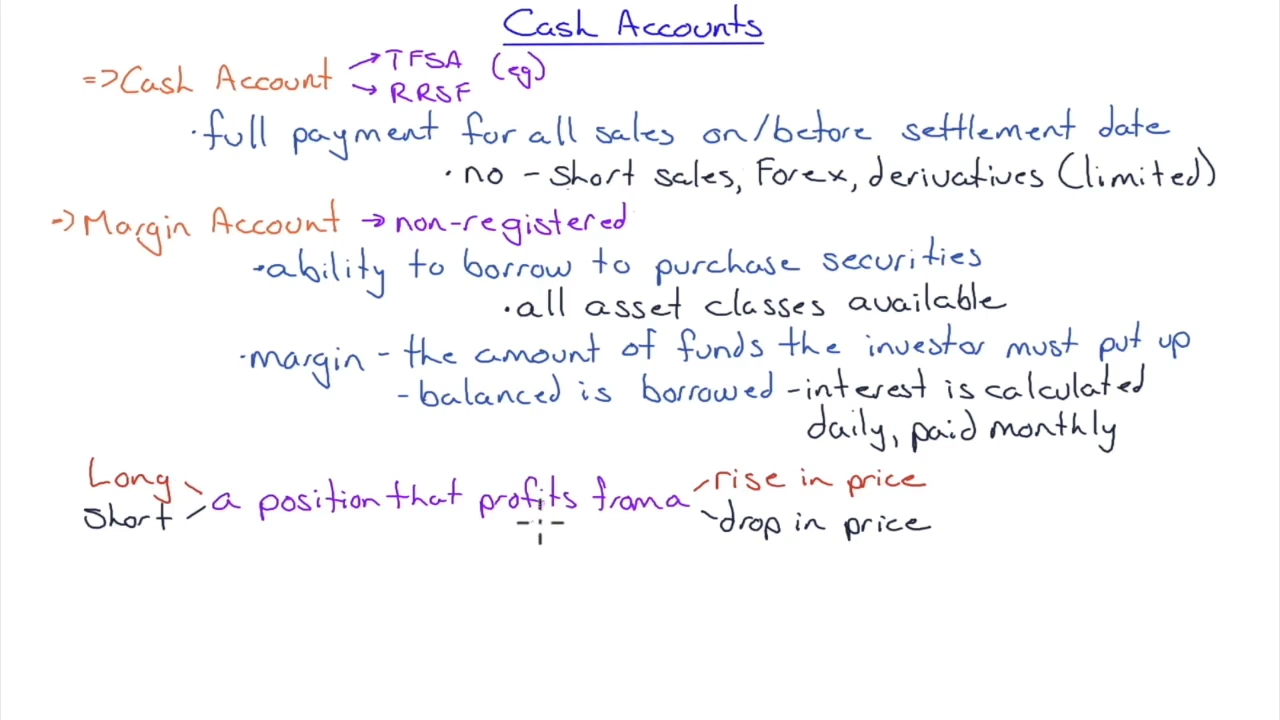 Cash Accounts
=> Cash Account → TFSA (eg)
→ RRSF
· full payment for all sales on/before settlement date
· no - short sales, Forex, derivatives (limited)
-> Margin Account → non-registered
· ability to borrow to purchase securities
· all asset classes available
· margin - the amount of funds the investor must put up
- balanced is borrowed - interest is calculated
daily, paid monthly
Long
Short
a position that profits from a
rise in price
drop in price